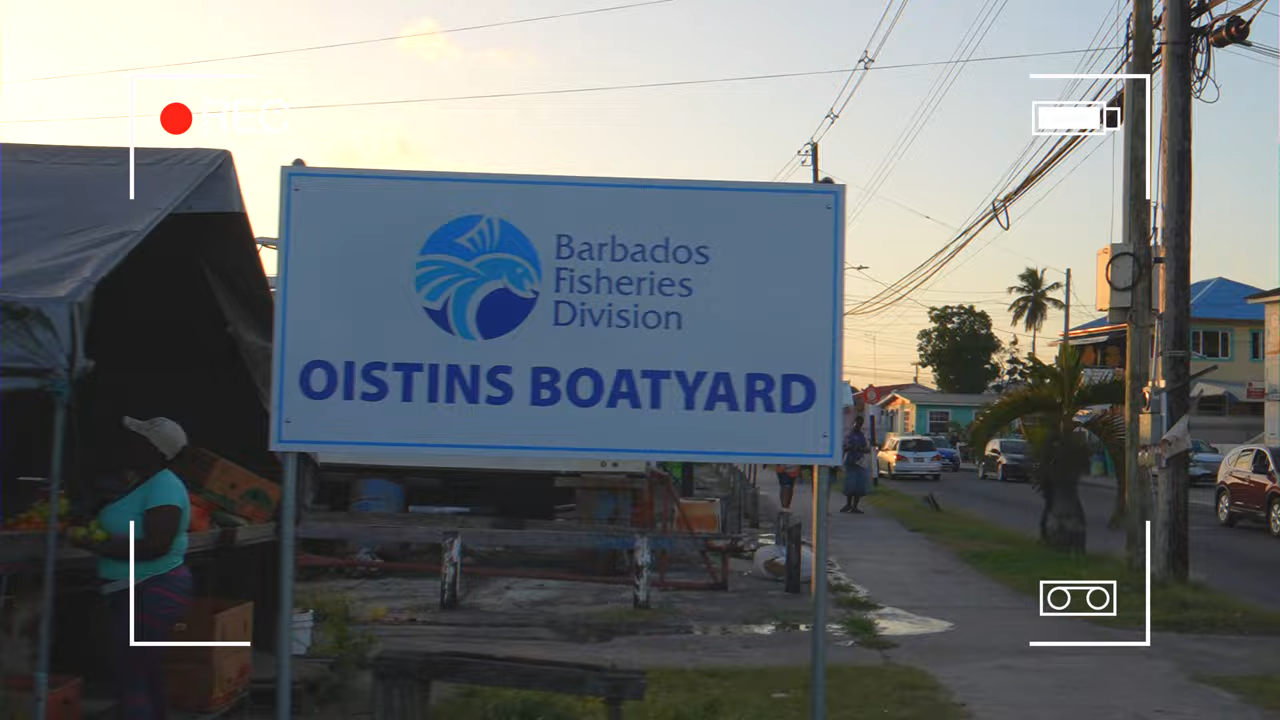 REC
Barbados
Fisheries
Division
OISTINS BOATYARD